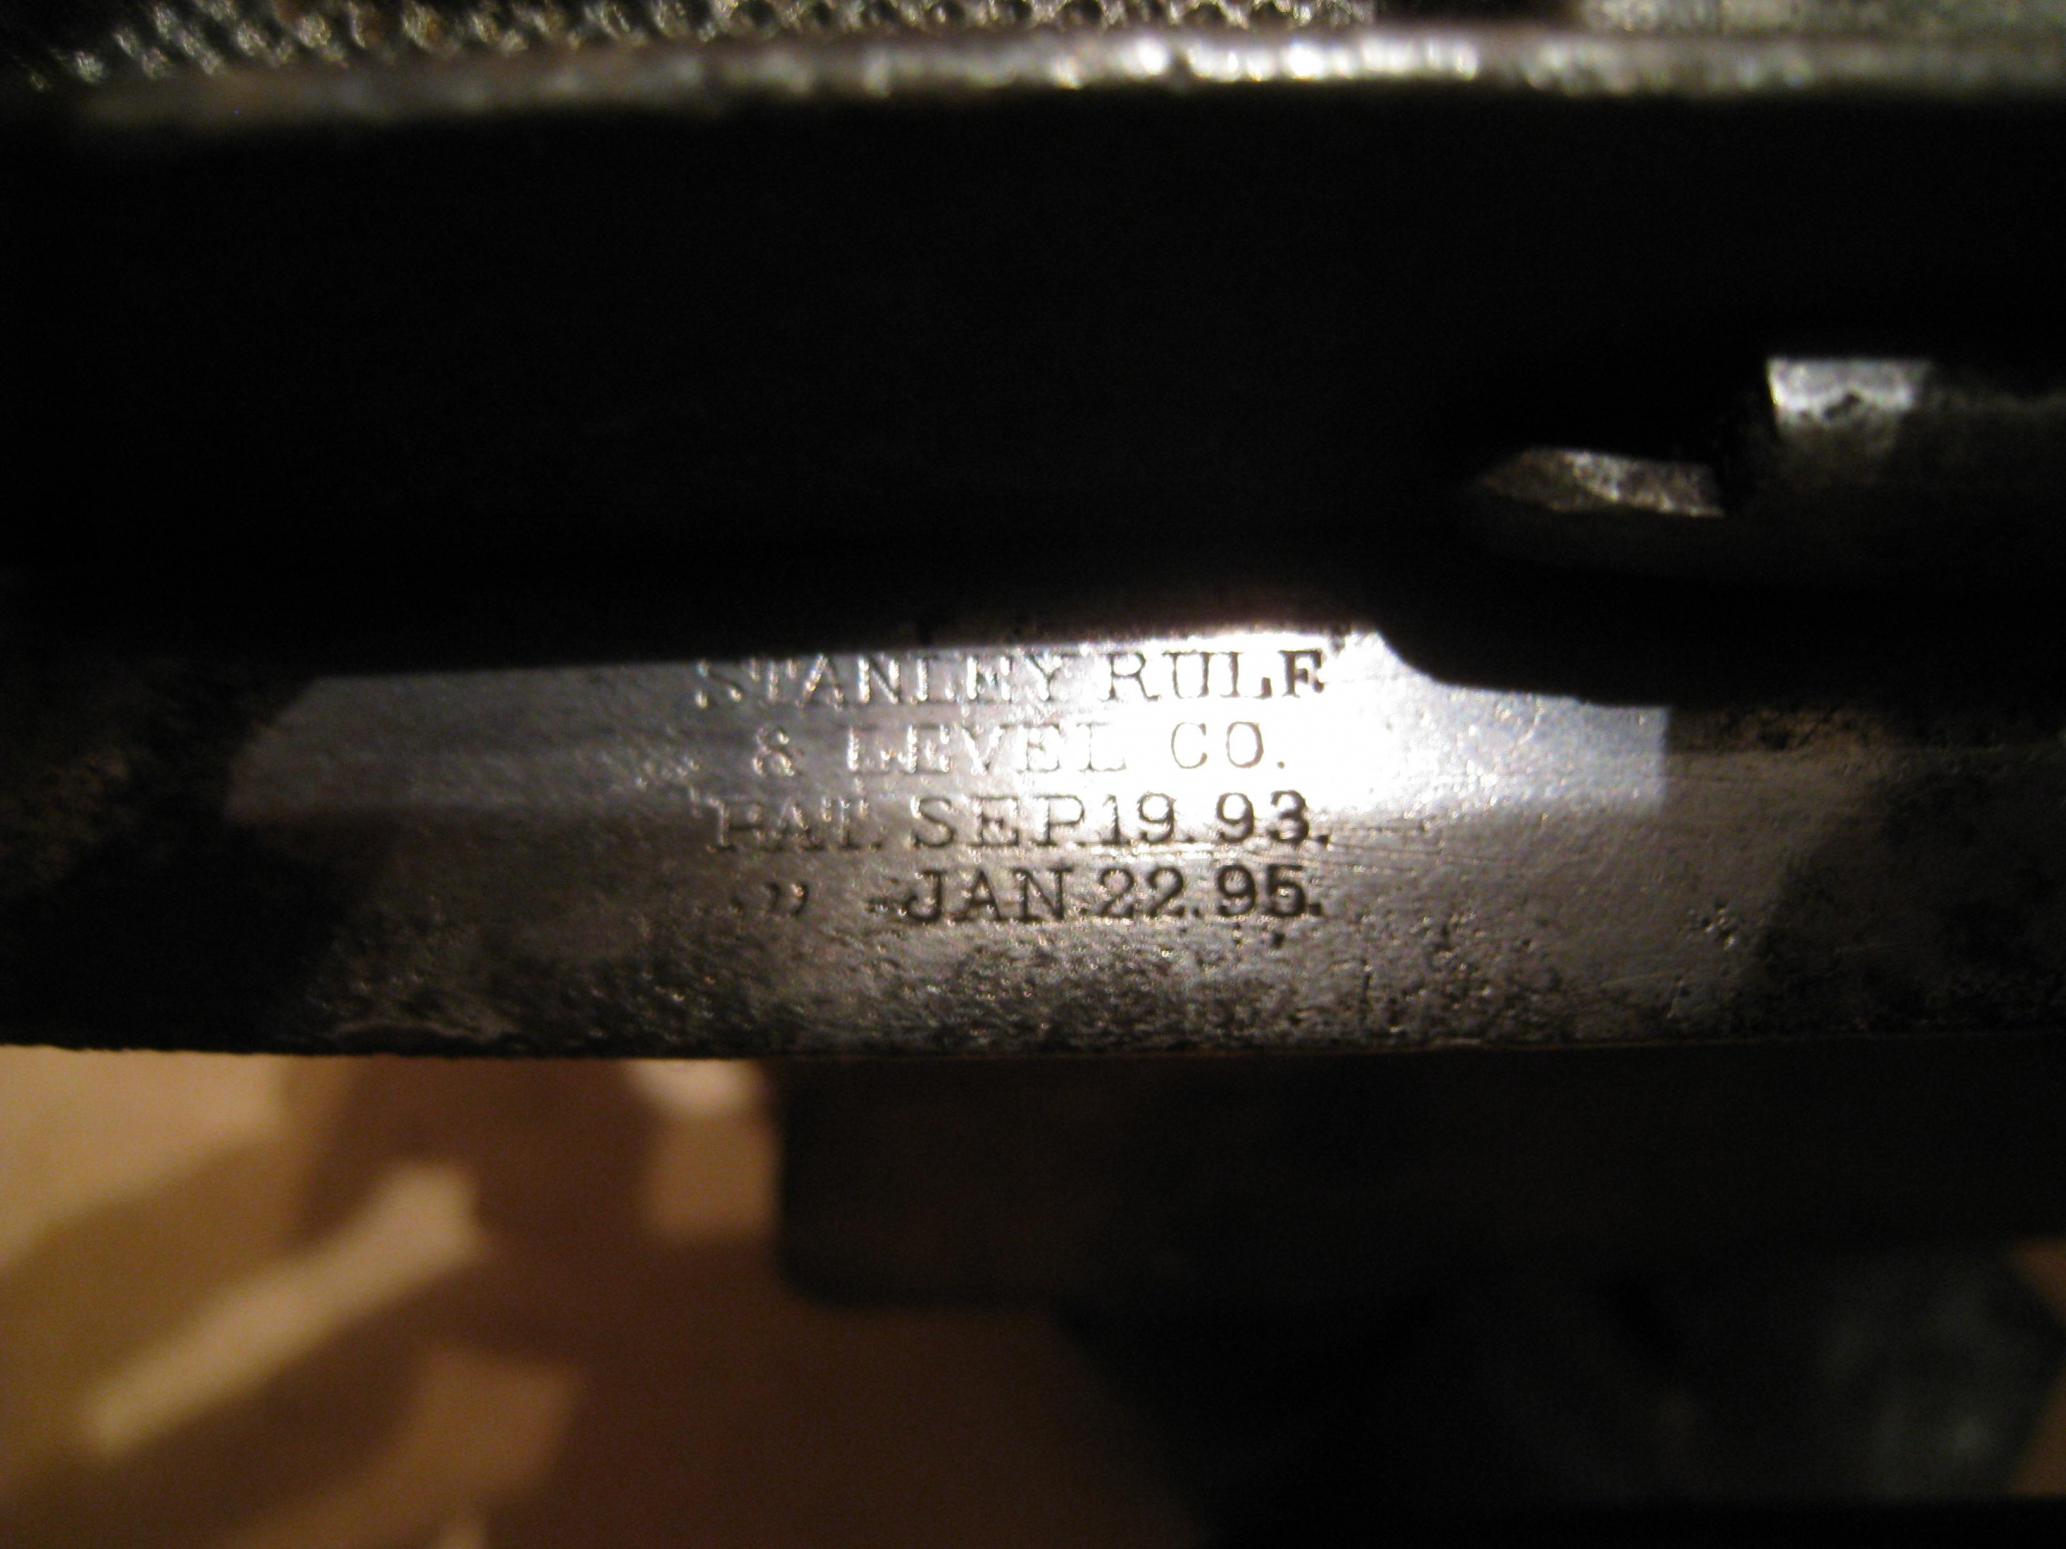 STANLEY RULE
& LEVEL CO.
PAT. SEP.19.93.
" JAN.22.95.